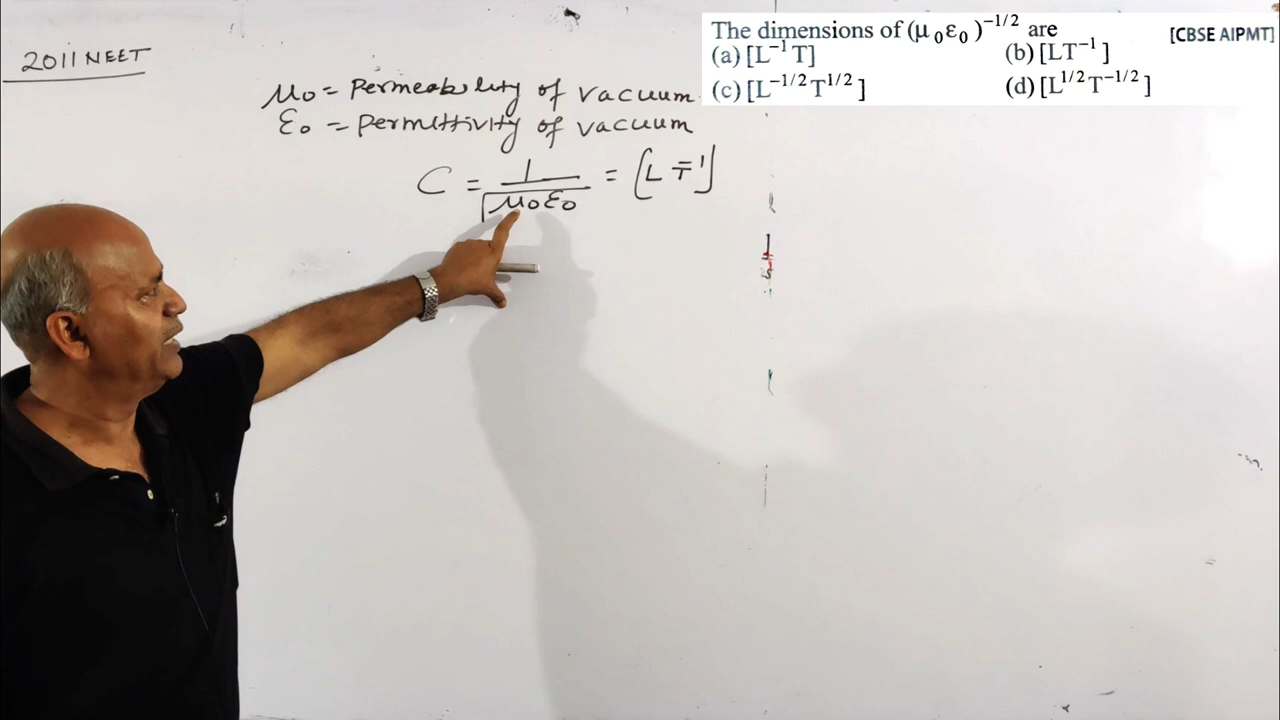 2011 NEET
The dimensions of (μ₀ε₀)^–1/2 are [CBSE AIPMT]
(a) [L⁻¹T] (b) [LT⁻¹]
(c) [L^–1/2 T^1/2] (d) [L^1/2 T^–1/2]
μ₀ = Permeability of vacuum
ε₀ = Permittivity of vacuum
C = 1/√μ₀ε₀ = [L T⁻¹]